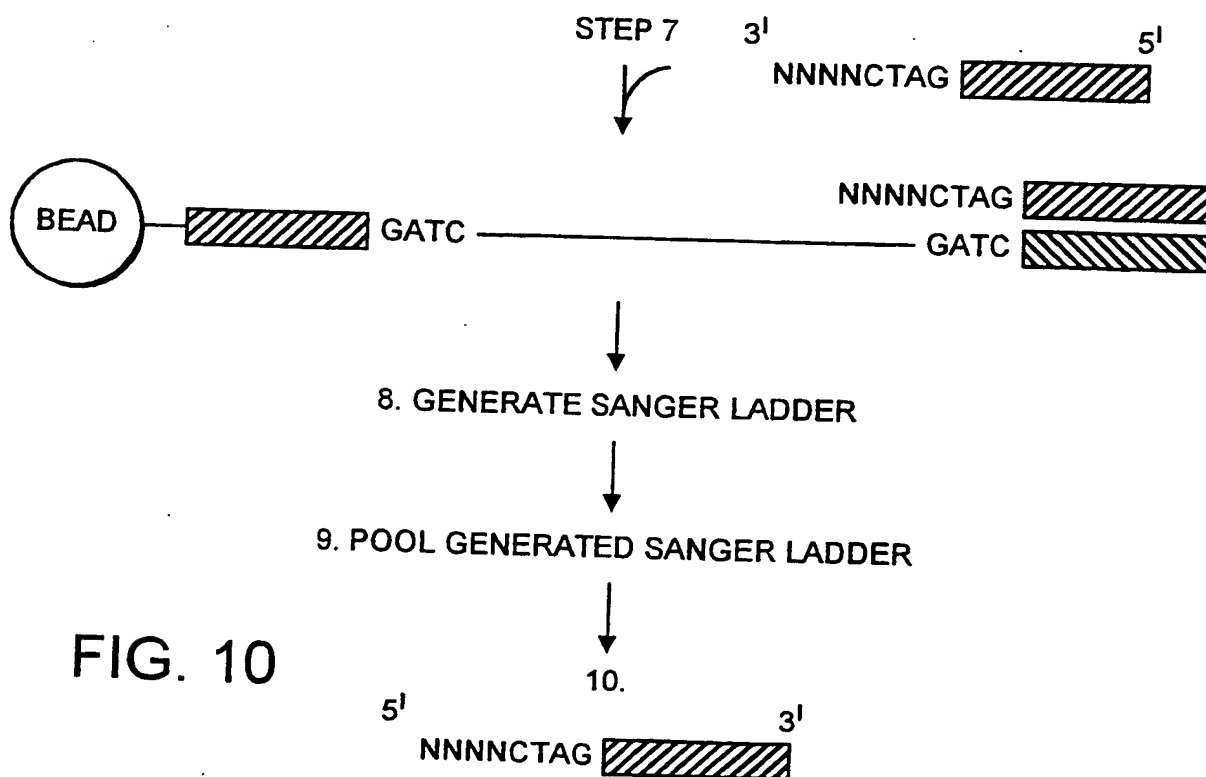 STEP 7
3' 5'
NNNNCTAG
NNNNCTAG
BEAD GATC GATC
8. GENERATE SANGER LADDER
9. POOL GENERATED SANGER LADDER
FIG. 10
10.
5' 3'
NNNNCTAG